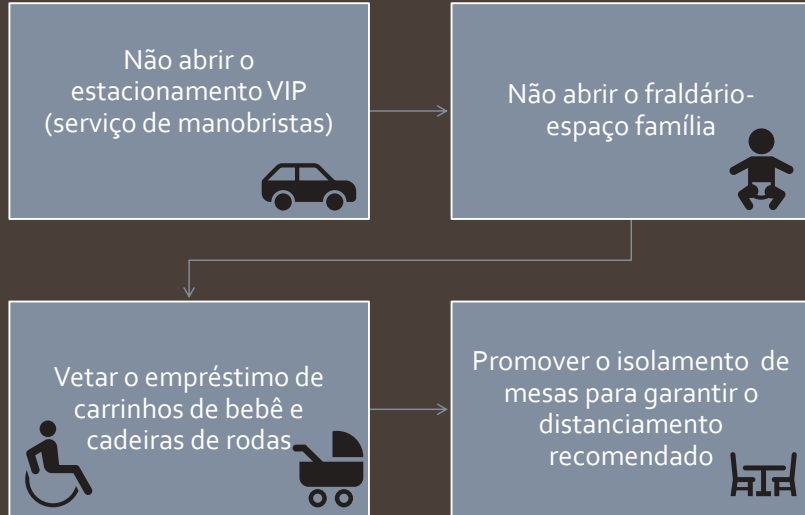 Não abrir o
estacionamento VIP
(serviço de manobristas)
Não abrir o fraldário-
espaço família
Vetar o empréstimo de
carrinhos de bebê e
cadeiras de rodas
Promover o isolamento de
mesas para garantir o
distanciamento
recomendado